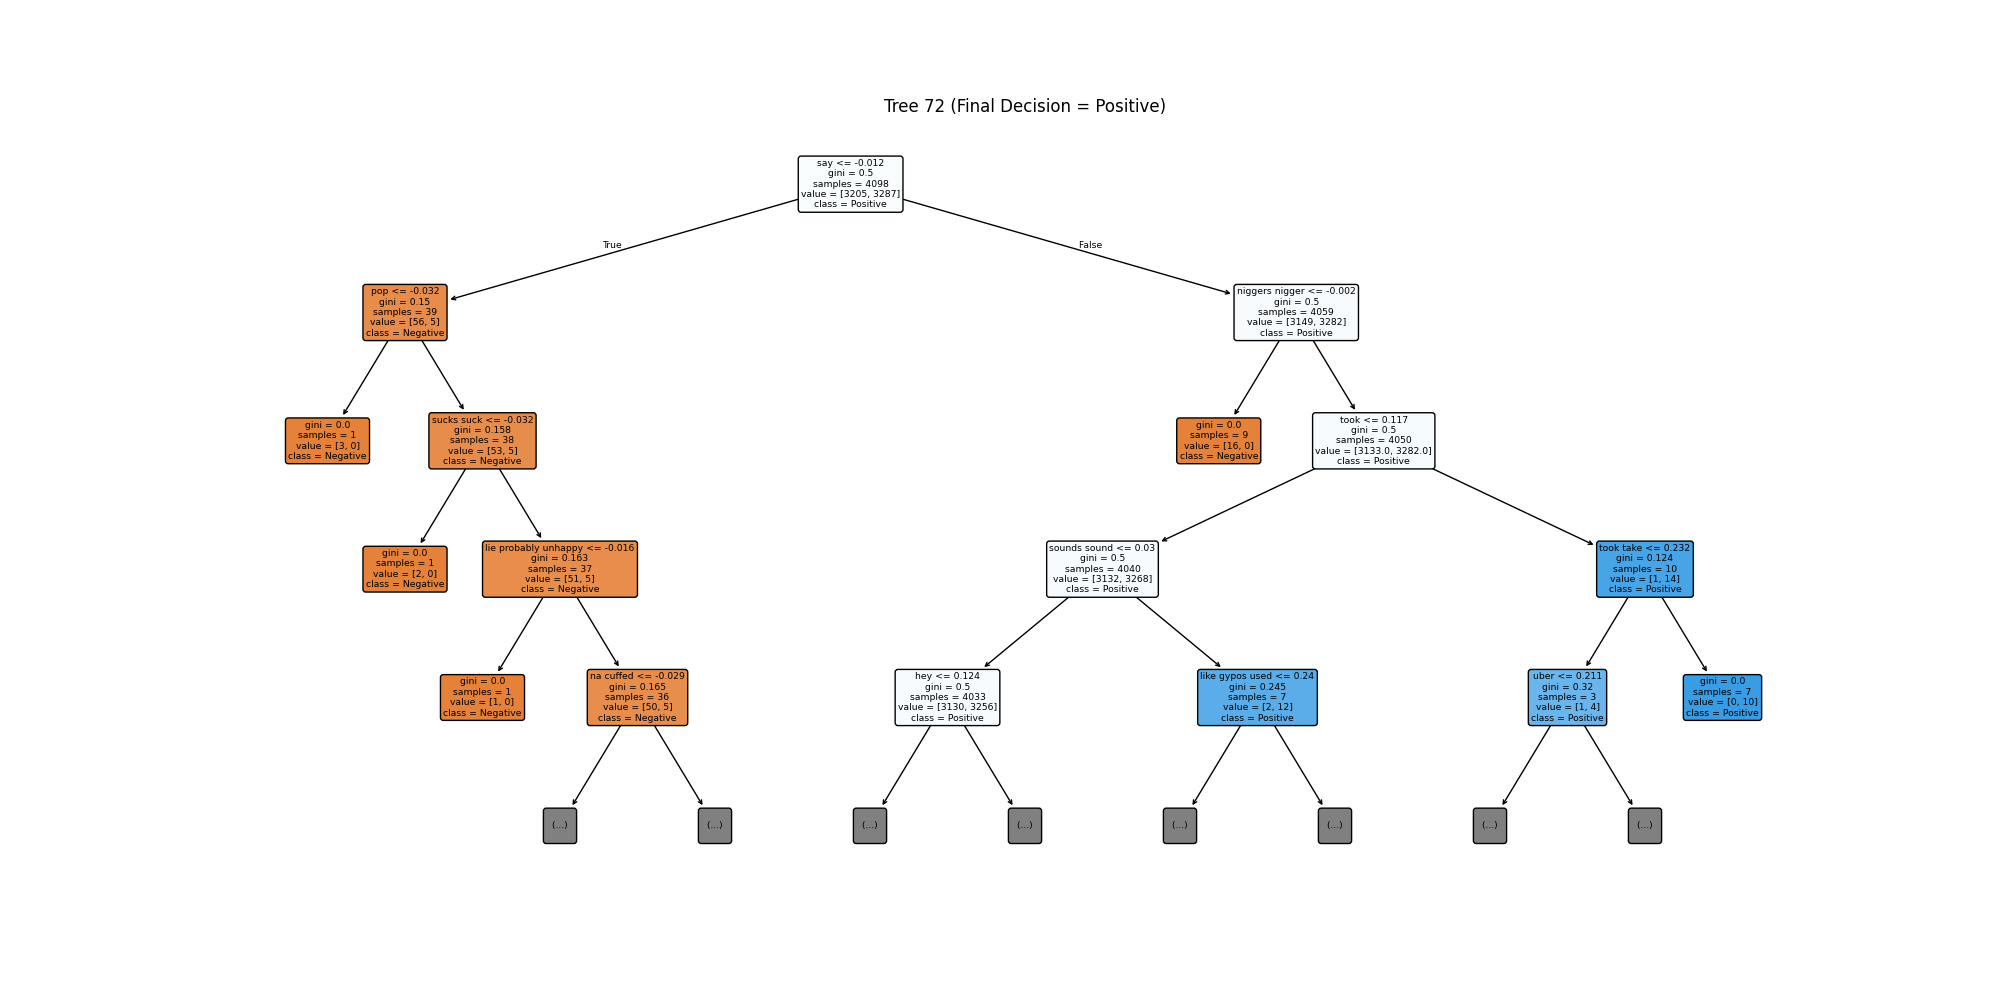 Tree 72 (Final Decision = Positive)
say <= -0.012
gini = 0.5
samples = 4098
value = [3205, 3287]
class = Positive
True
False
pop <= -0.032
gini = 0.15
samples = 39
value = [56, 5]
class = Negative
niggers nigger <= -0.002
gini = 0.5
samples = 4059
value = [3149, 3282]
class = Positive
gini = 0.0
samples = 1
value = [3, 0]
class = Negative
sucks suck <= -0.032
gini = 0.158
samples = 38
value = [53, 5]
class = Negative
gini = 0.0
samples = 9
value = [16, 0]
class = Negative
took <= 0.117
gini = 0.5
samples = 4050
value = [3133.0, 3282.0]
class = Positive
gini = 0.0
samples = 1
value = [2, 0]
class = Negative
lie probably unhappy <= -0.016
gini = 0.163
samples = 37
value = [51, 5]
class = Negative
sounds sound <= 0.03
gini = 0.5
samples = 4040
value = [3132, 3268]
class = Positive
took take <= 0.232
gini = 0.124
samples = 10
value = [1, 14]
class = Positive
gini = 0.0
samples = 1
value = [1, 0]
class = Negative
na cuffed <= -0.029
gini = 0.165
samples = 36
value = [50, 5]
class = Negative
hey <= 0.124
gini = 0.5
samples = 4033
value = [3130, 3256]
class = Positive
like gypos used <= 0.24
gini = 0.245
samples = 7
value = [2, 12]
class = Positive
uber <= 0.211
gini = 0.32
samples = 3
value = [1, 4]
class = Positive
gini = 0.0
samples = 7
value = [0, 10]
class = Positive
(...)
(...)
(...)
(...)
(...)
(...)
(...)
(...)